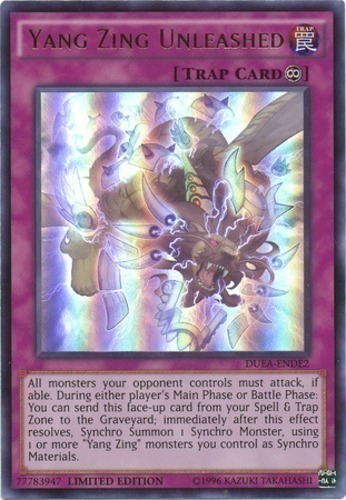 YANG ZING UNLEASHED
TRAP
罠
[TRAP CARD]
DUEA-ENDE2
All monsters your opponent controls must attack, if
able. During either player's Main Phase or Battle Phase:
You can send this face-up card from your Spell & Trap
Zone to the Graveyard; immediately after this effect
resolves, Synchro Summon 1 Synchro Monster, using
1 or more "Yang Zing" monsters you control as Synchro
Materials.
77783947 LIMITED EDITION ©1996 KAZUKI TAKAHASHI